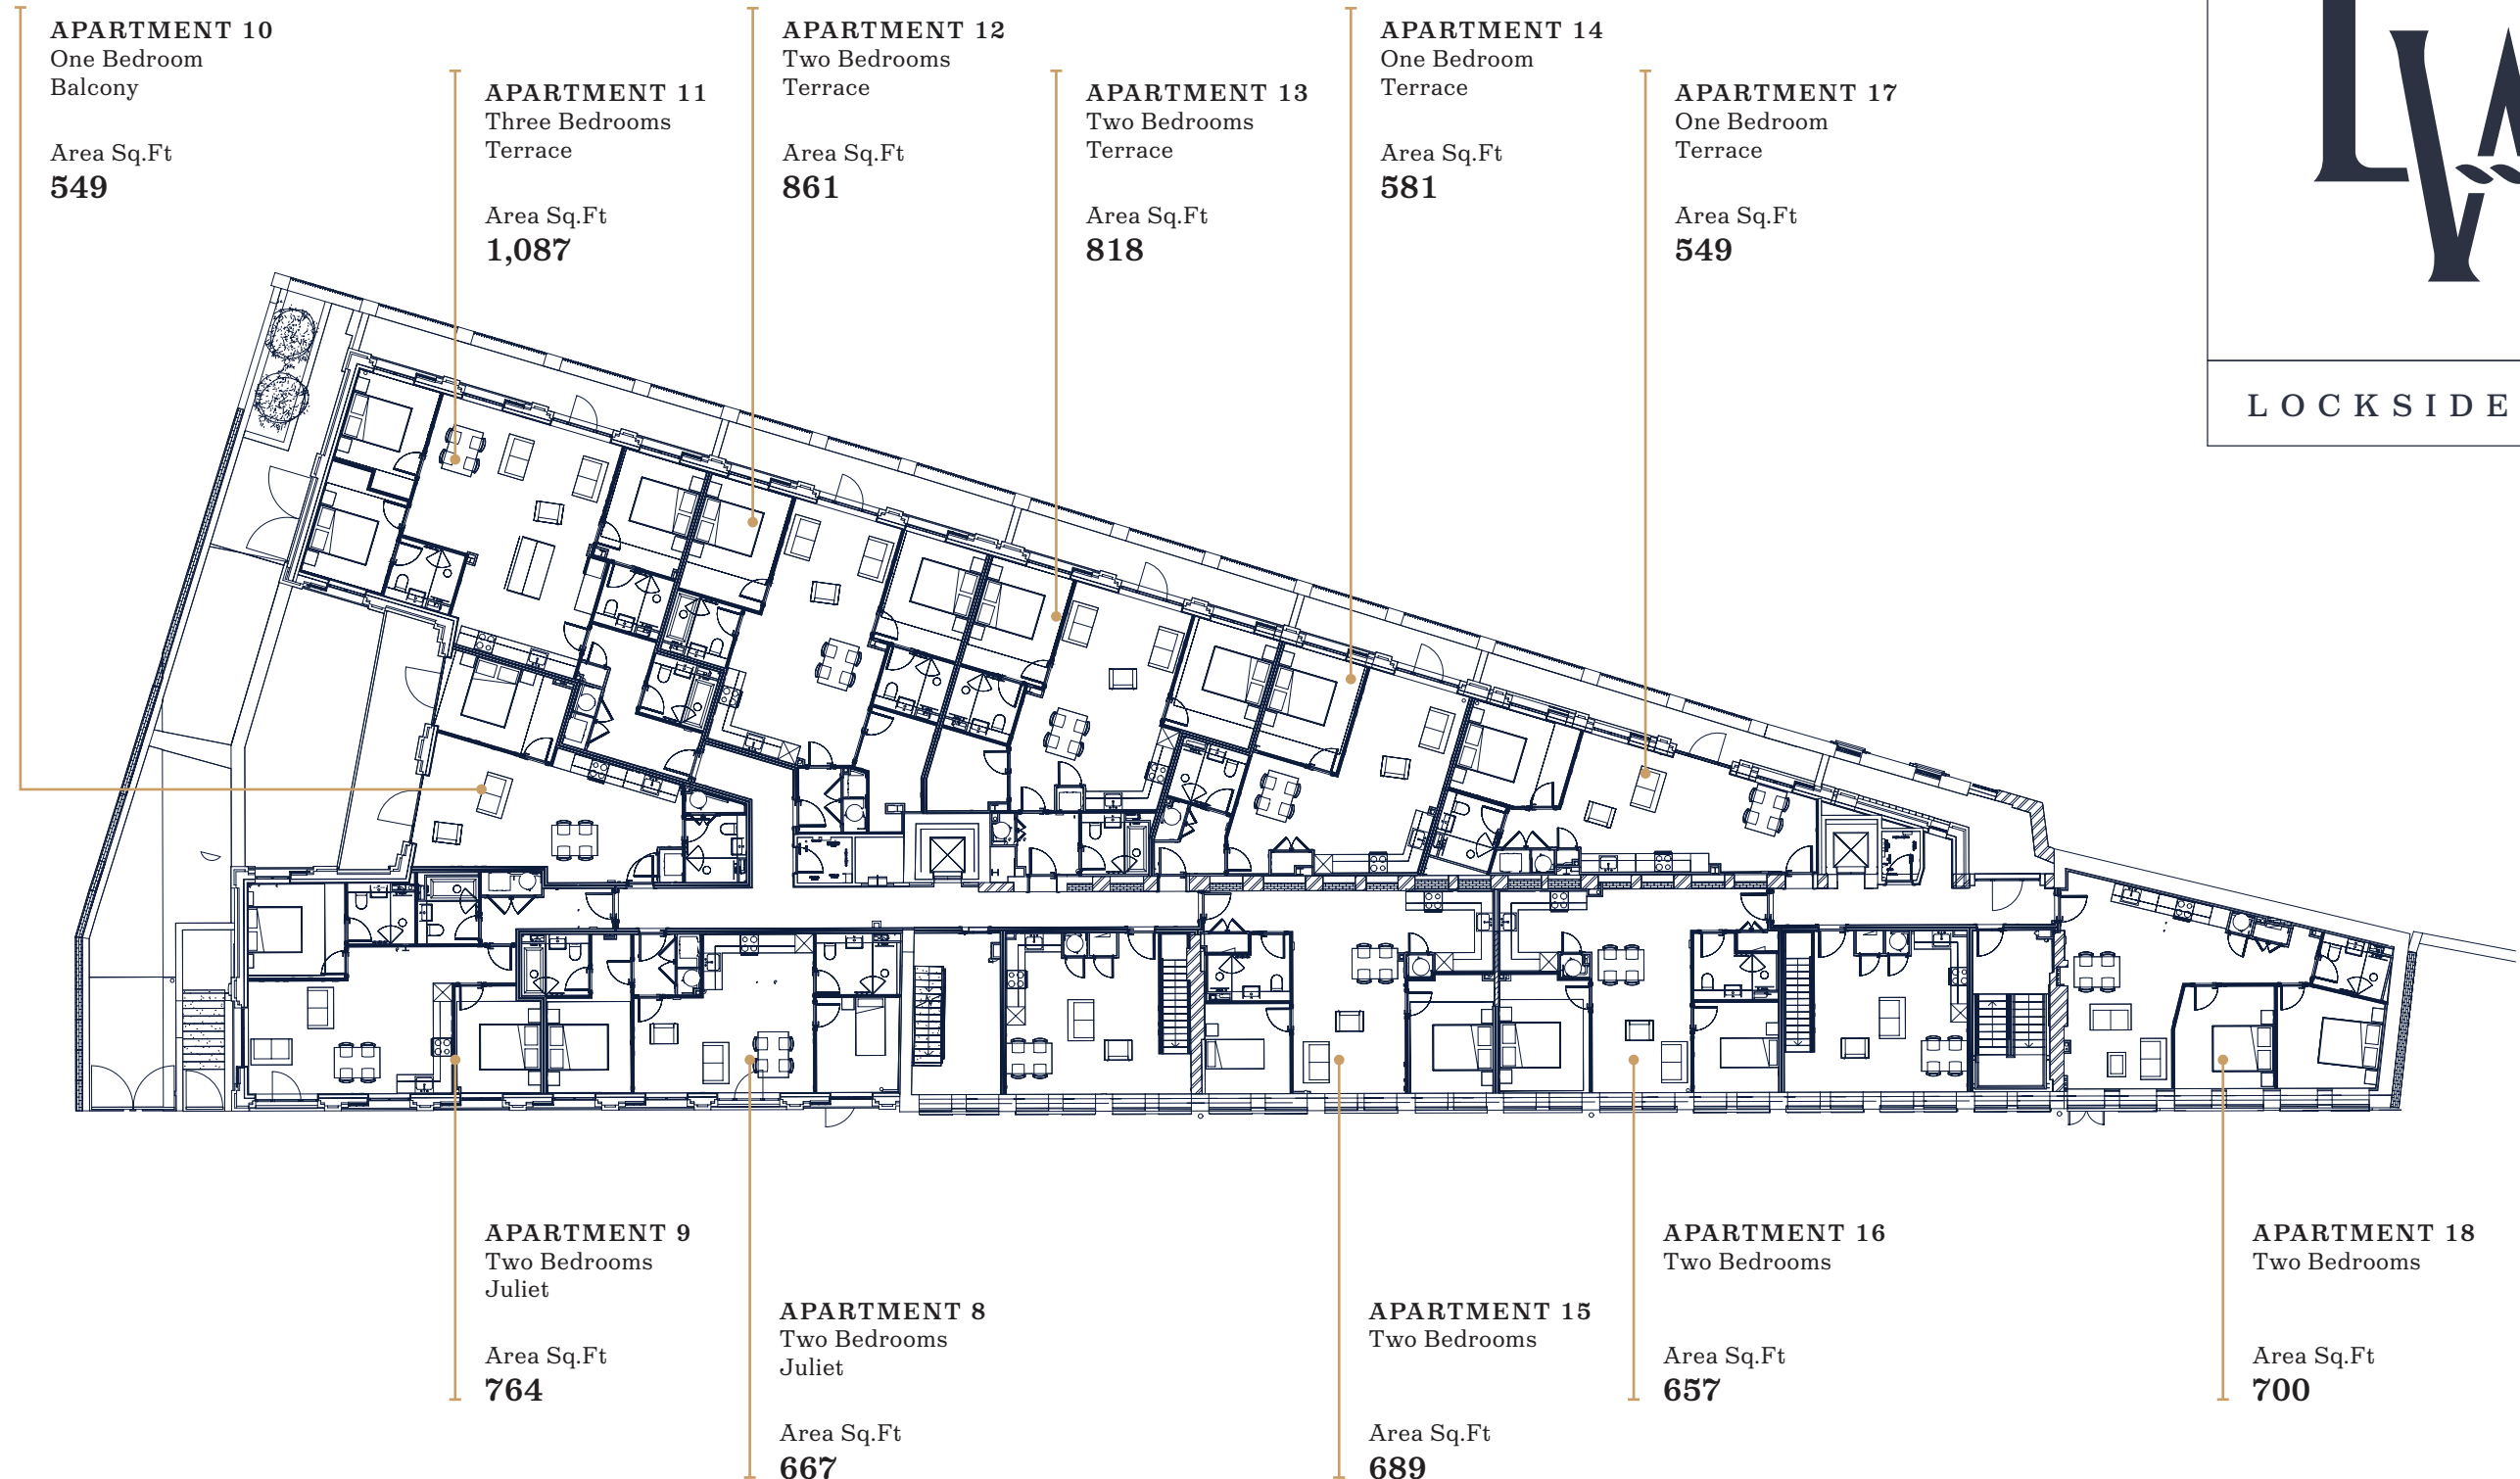 APARTMENT 10
One Bedroom
Balcony
Area Sq.Ft
549
APARTMENT 11
Three Bedrooms
Terrace
Area Sq.Ft
1,087
APARTMENT 12
Two Bedrooms
Terrace
Area Sq.Ft
861
APARTMENT 13
Two Bedrooms
Terrace
Area Sq.Ft
818
APARTMENT 14
One Bedroom
Terrace
Area Sq.Ft
581
APARTMENT 17
One Bedroom
Terrace
Area Sq.Ft
549
LOCKSIDE
APARTMENT 9
Two Bedrooms
Juliet
Area Sq.Ft
764
APARTMENT 8
Two Bedrooms
Juliet
Area Sq.Ft
667
APARTMENT 15
Two Bedrooms
Area Sq.Ft
689
APARTMENT 16
Two Bedrooms
Area Sq.Ft
657
APARTMENT 18
Two Bedrooms
Area Sq.Ft
700